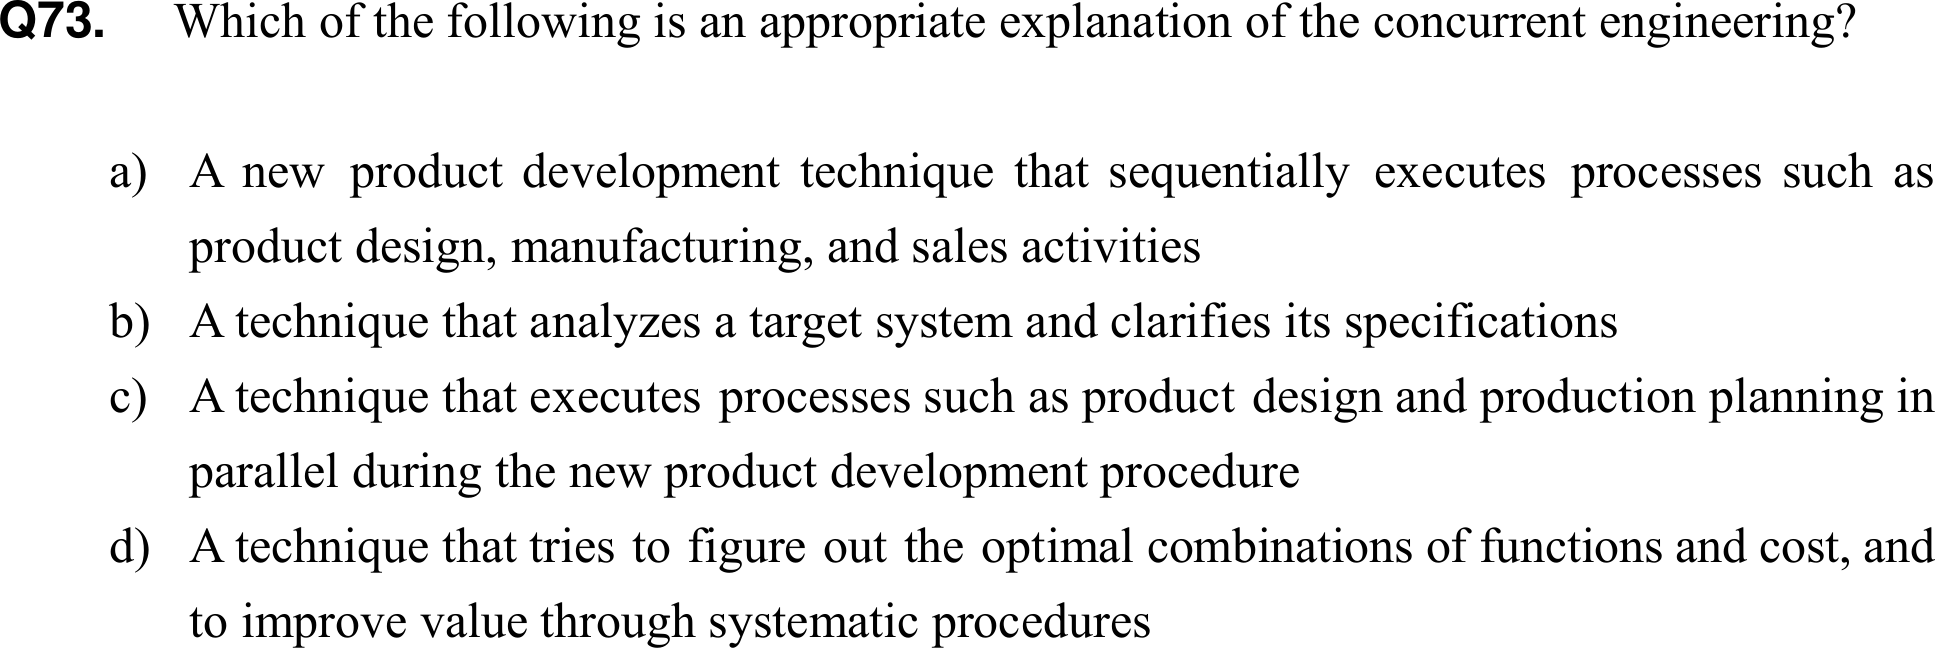 Q73. Which of the following is an appropriate explanation of the concurrent engineering?
a) A new product development technique that sequentially executes processes such as
product design, manufacturing, and sales activities
b) A technique that analyzes a target system and clarifies its specifications
c) A technique that executes processes such as product design and production planning in
parallel during the new product development procedure
d) A technique that tries to figure out the optimal combinations of functions and cost, and
to improve value through systematic procedures